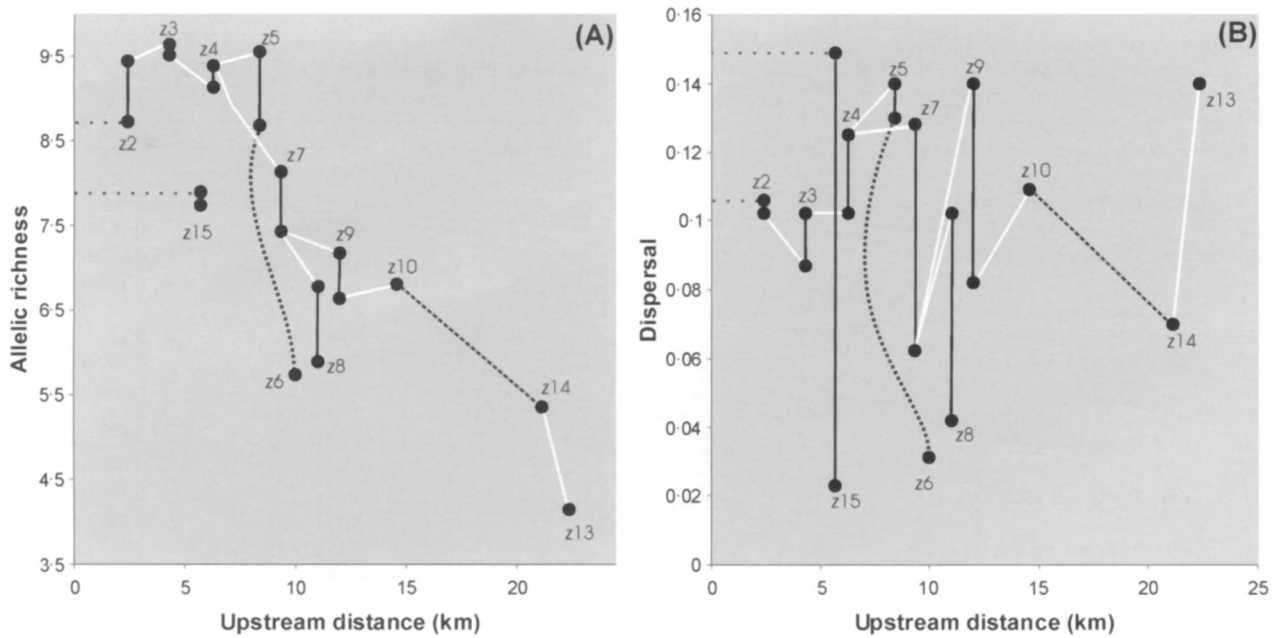 (A)
9·5
8·5
7·5
6·5
5·5
4·5
3·5
0
5
10
15
20
Allelic richness
Upstream distance (km)
z2
z3
z4
z5
z15
z7
z9
z10
z6
z8
z14
z13
(B)
0·16
0·14
0·12
0·1
0·08
0·06
0·04
0·02
0
0
5
10
15
20
25
Dispersal
Upstream distance (km)
z2
z3
z4
z5
z7
z9
z13
z10
z14
z8
z6
z15